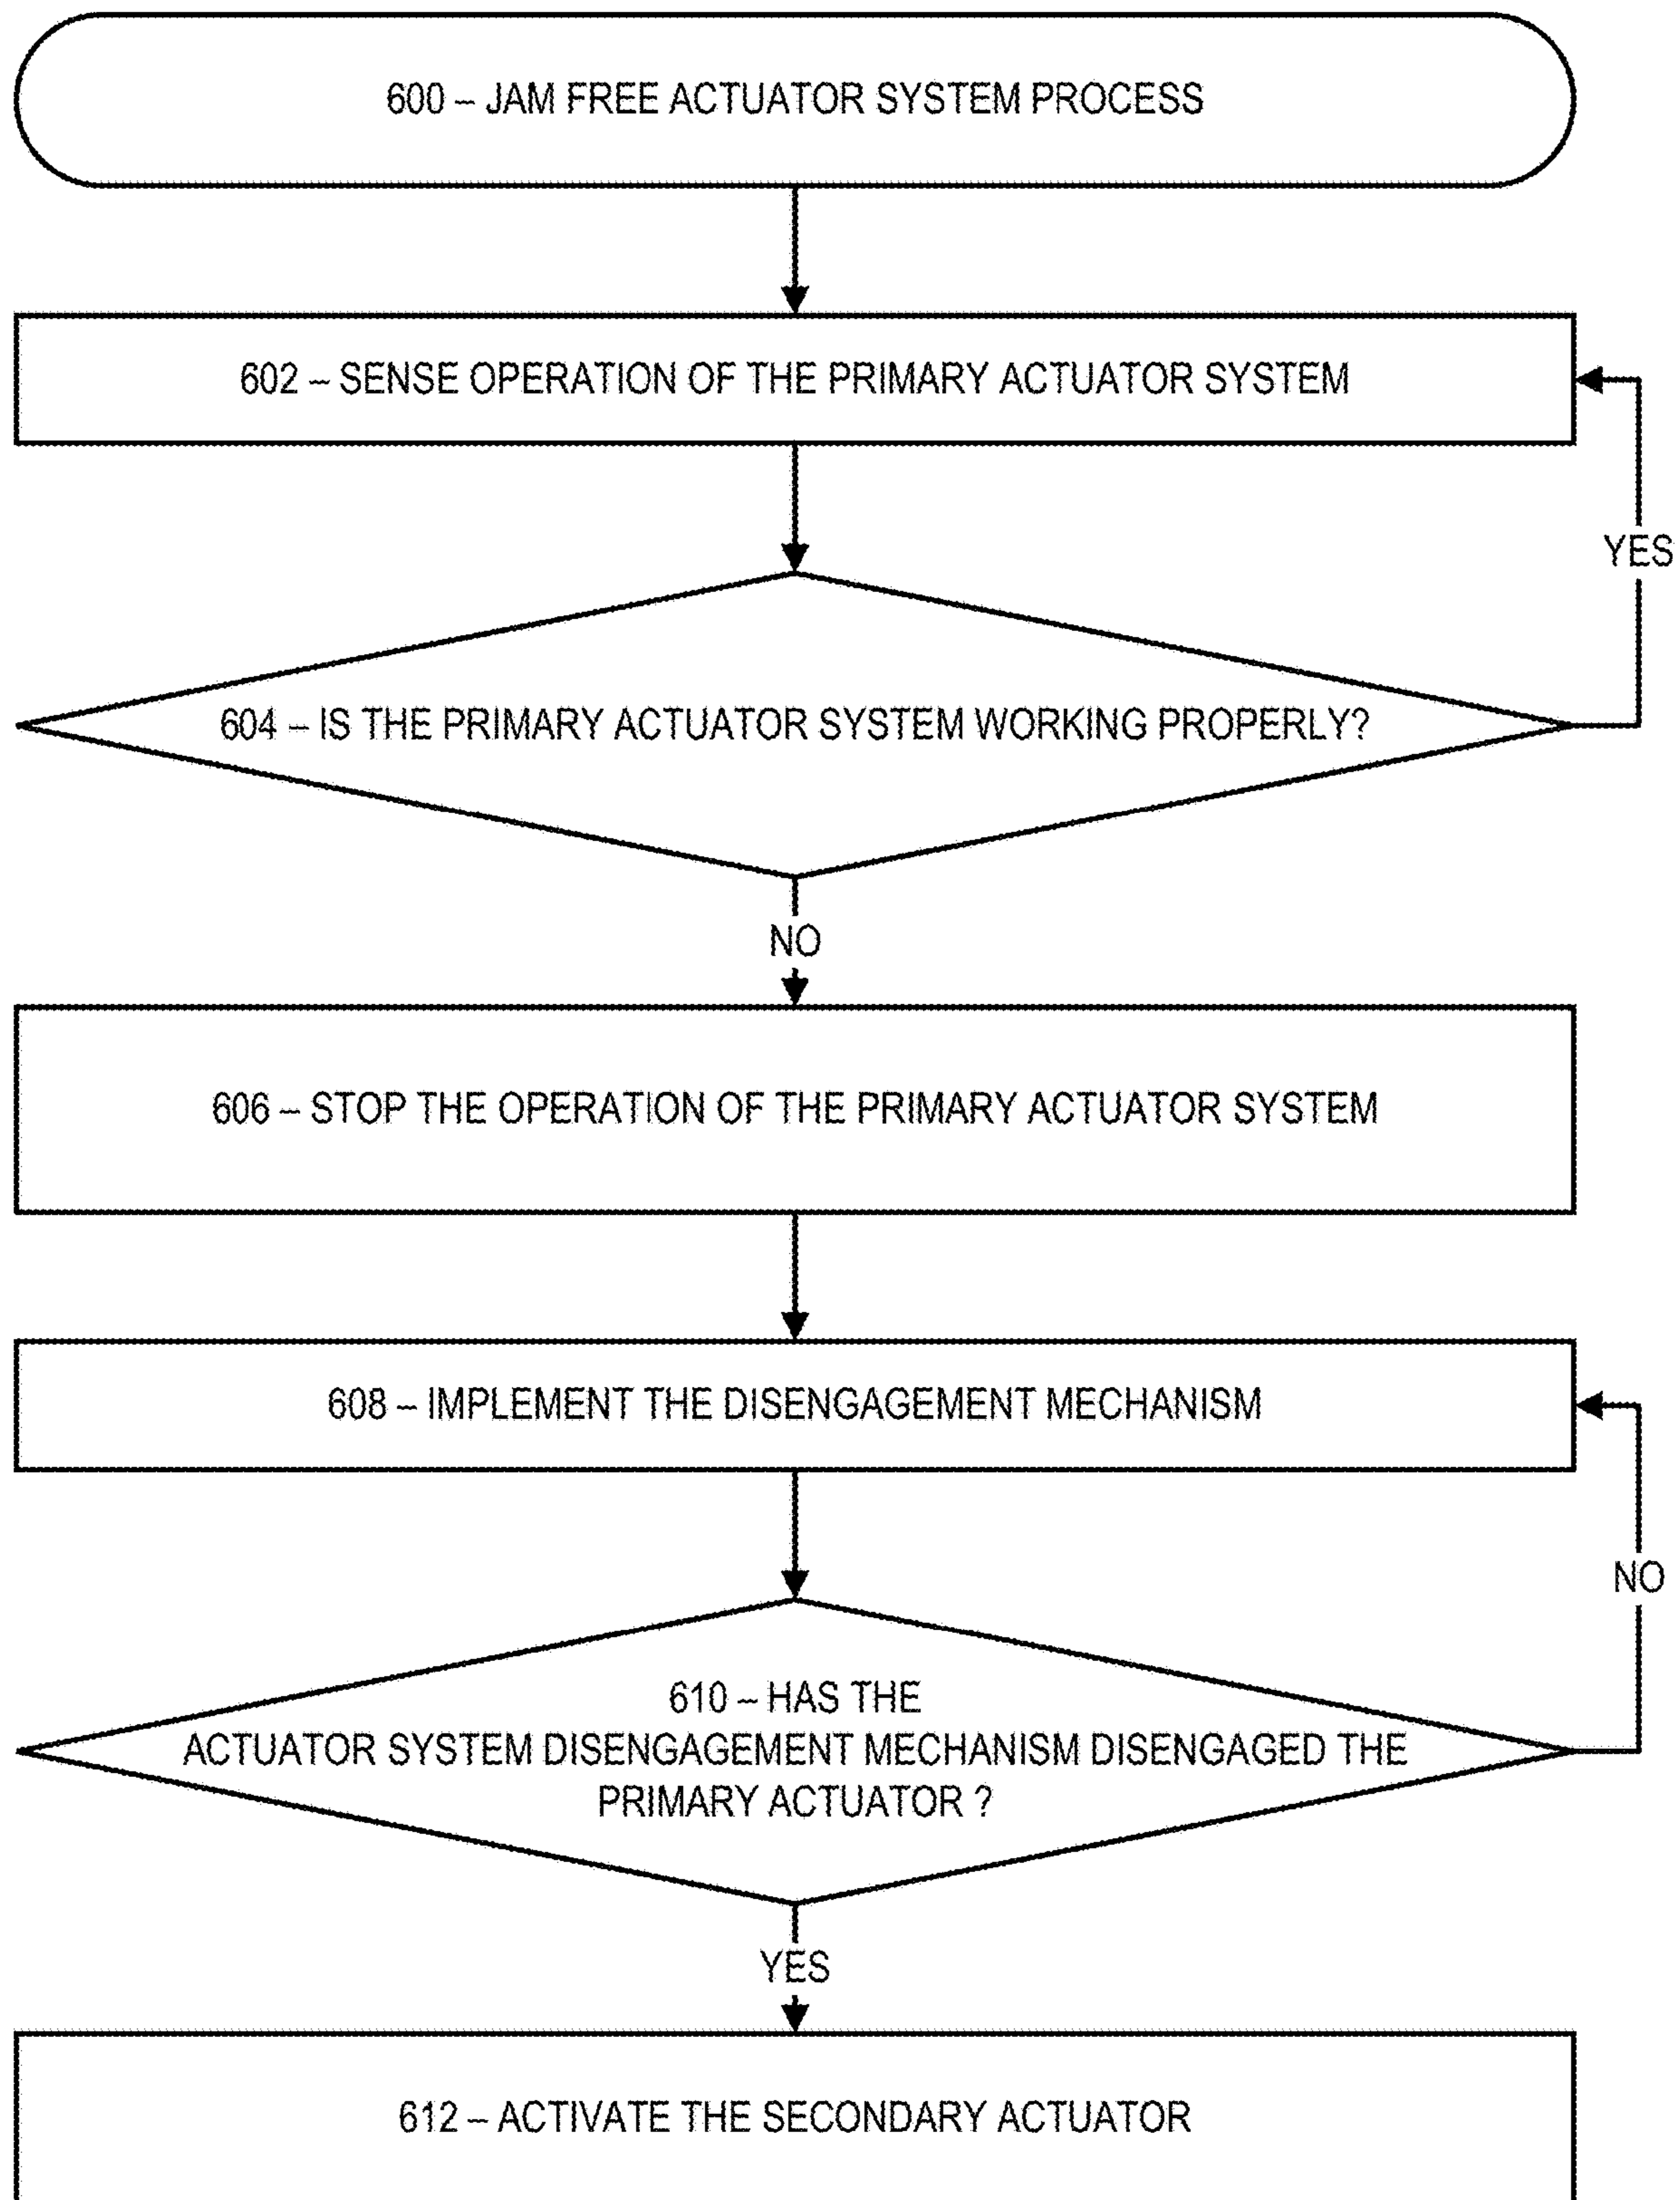 600 – JAM FREE ACTUATOR SYSTEM PROCESS
602 – SENSE OPERATION OF THE PRIMARY ACTUATOR SYSTEM
YES
604 – IS THE PRIMARY ACTUATOR SYSTEM WORKING PROPERLY?
NO
606 – STOP THE OPERATION OF THE PRIMARY ACTUATOR SYSTEM
608 – IMPLEMENT THE DISENGAGEMENT MECHANISM
NO
610 – HAS THE
ACTUATOR SYSTEM DISENGAGEMENT MECHANISM DISENGAGED THE
PRIMARY ACTUATOR ?
YES
612 – ACTIVATE THE SECONDARY ACTUATOR